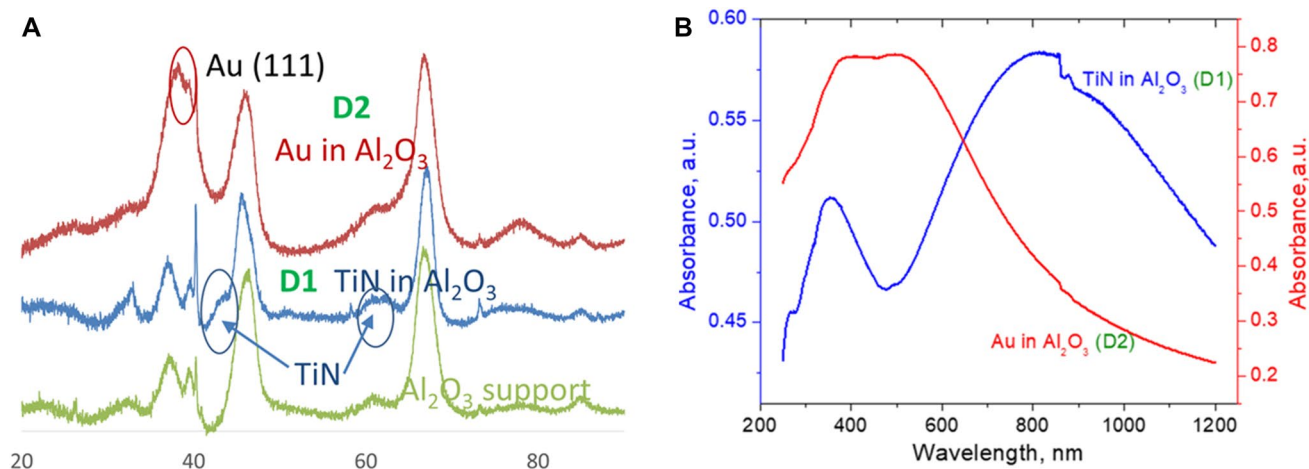 A
Au (111)
D2
Au in Al2O3
D1
TiN in Al2O3
TiN
Al2O3 support
20
40
60
80
B
0.60
0.55
0.50
0.45
Absorbance, a.u.
0.8
0.7
0.6
0.5
0.4
0.3
0.2
Absorbance,a.u.
TiN in Al2O3 (D1)
Au in Al2O3 (D2)
200
400
600
800
1000
1200
Wavelength, nm